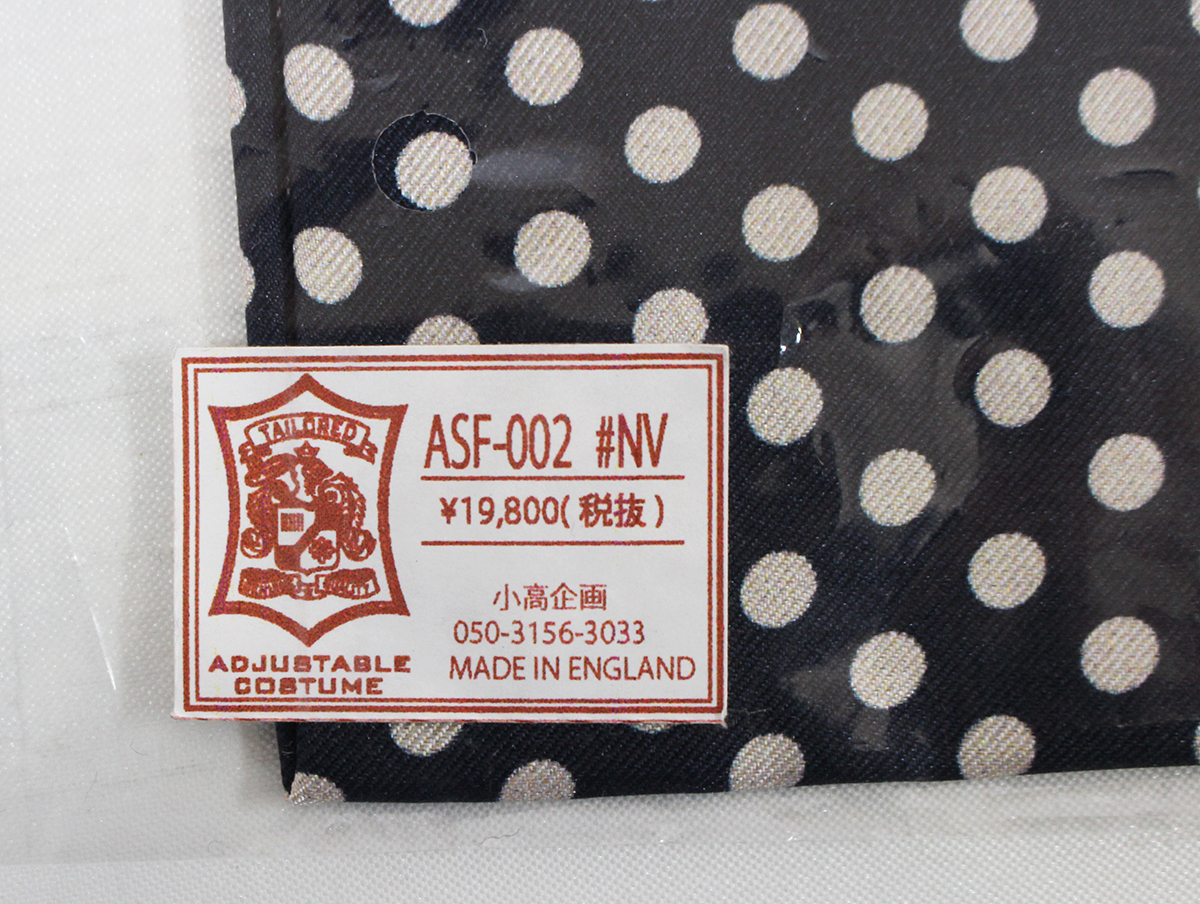 TAILORED
ADJUSTABLE
COSTUME
ASF-002 #NV
¥19,800(税抜)
小高企画
050-3156-3033
MADE IN ENGLAND